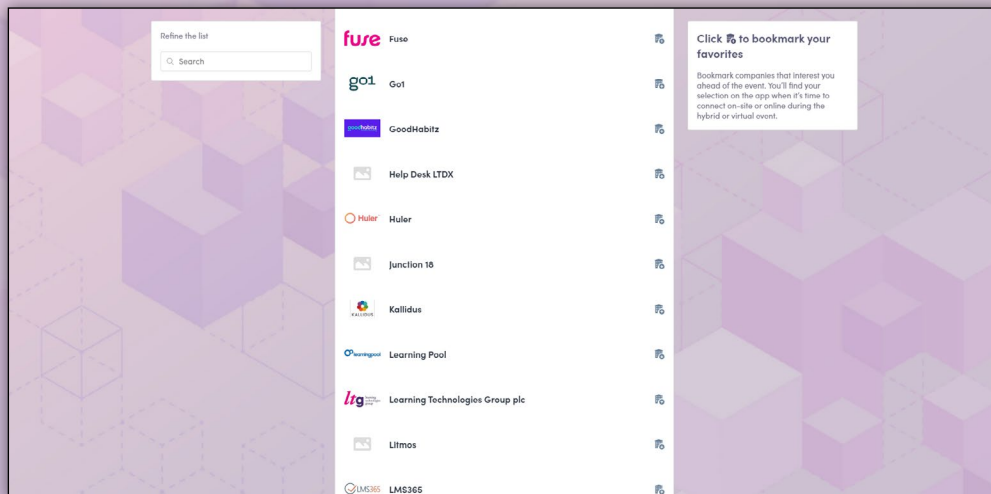 Refine the list
Search
fuse Fuse
go1 Go1
goodhabitz GoodHabitz
Help Desk LTDX
Huler Huler
Junction 18
KALLIDUS Kallidus
learningpool Learning Pool
ltg learning technologies group Learning Technologies Group plc
Litmos
LMS365 LMS365
Click to bookmark your
favorites
Bookmark companies that interest you
ahead of the event. You'll find your
selection on the app when it's time to
connect on-site or online during the
hybrid or virtual event.